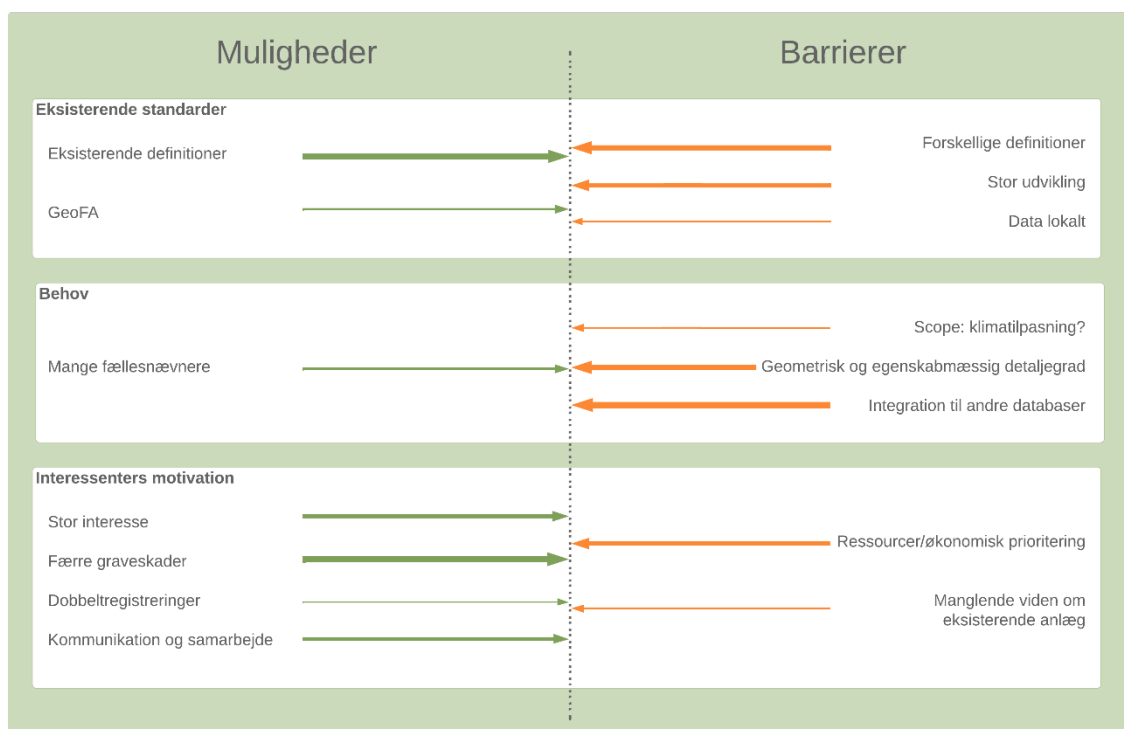 Muligheder
Barrierer
Eksisterende standarder
Eksisterende definitioner
GeoFA
Forskellige definitioner
Stor udvikling
Data lokalt
Behov
Mange fællesnævnere
Scope: klimatilpasning?
Geometrisk og egenskabmæssig detaljegrad
Integration til andre databaser
Interessenters motivation
Stor interesse
Færre graveskader
Dobbeltregistreringer
Kommunikation og samarbejde
Ressourcer/økonomisk prioritering
Manglende viden om
eksisterende anlæg